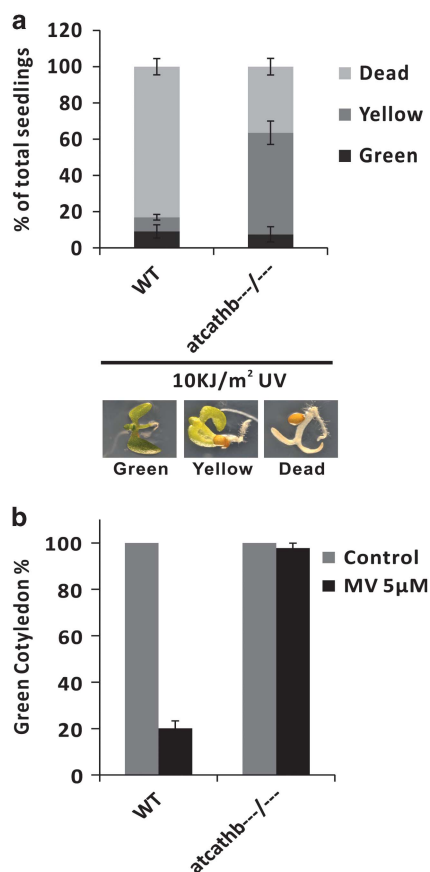 a
% of total seedlings
120
100
80
60
40
20
0
Dead
Yellow
Green
WT
atcathb---/---
10KJ/m² UV
Green Yellow Dead
b
Green Cotyledon %
100
80
60
40
20
0
Control
MV 5μM
WT
atcathb---/---